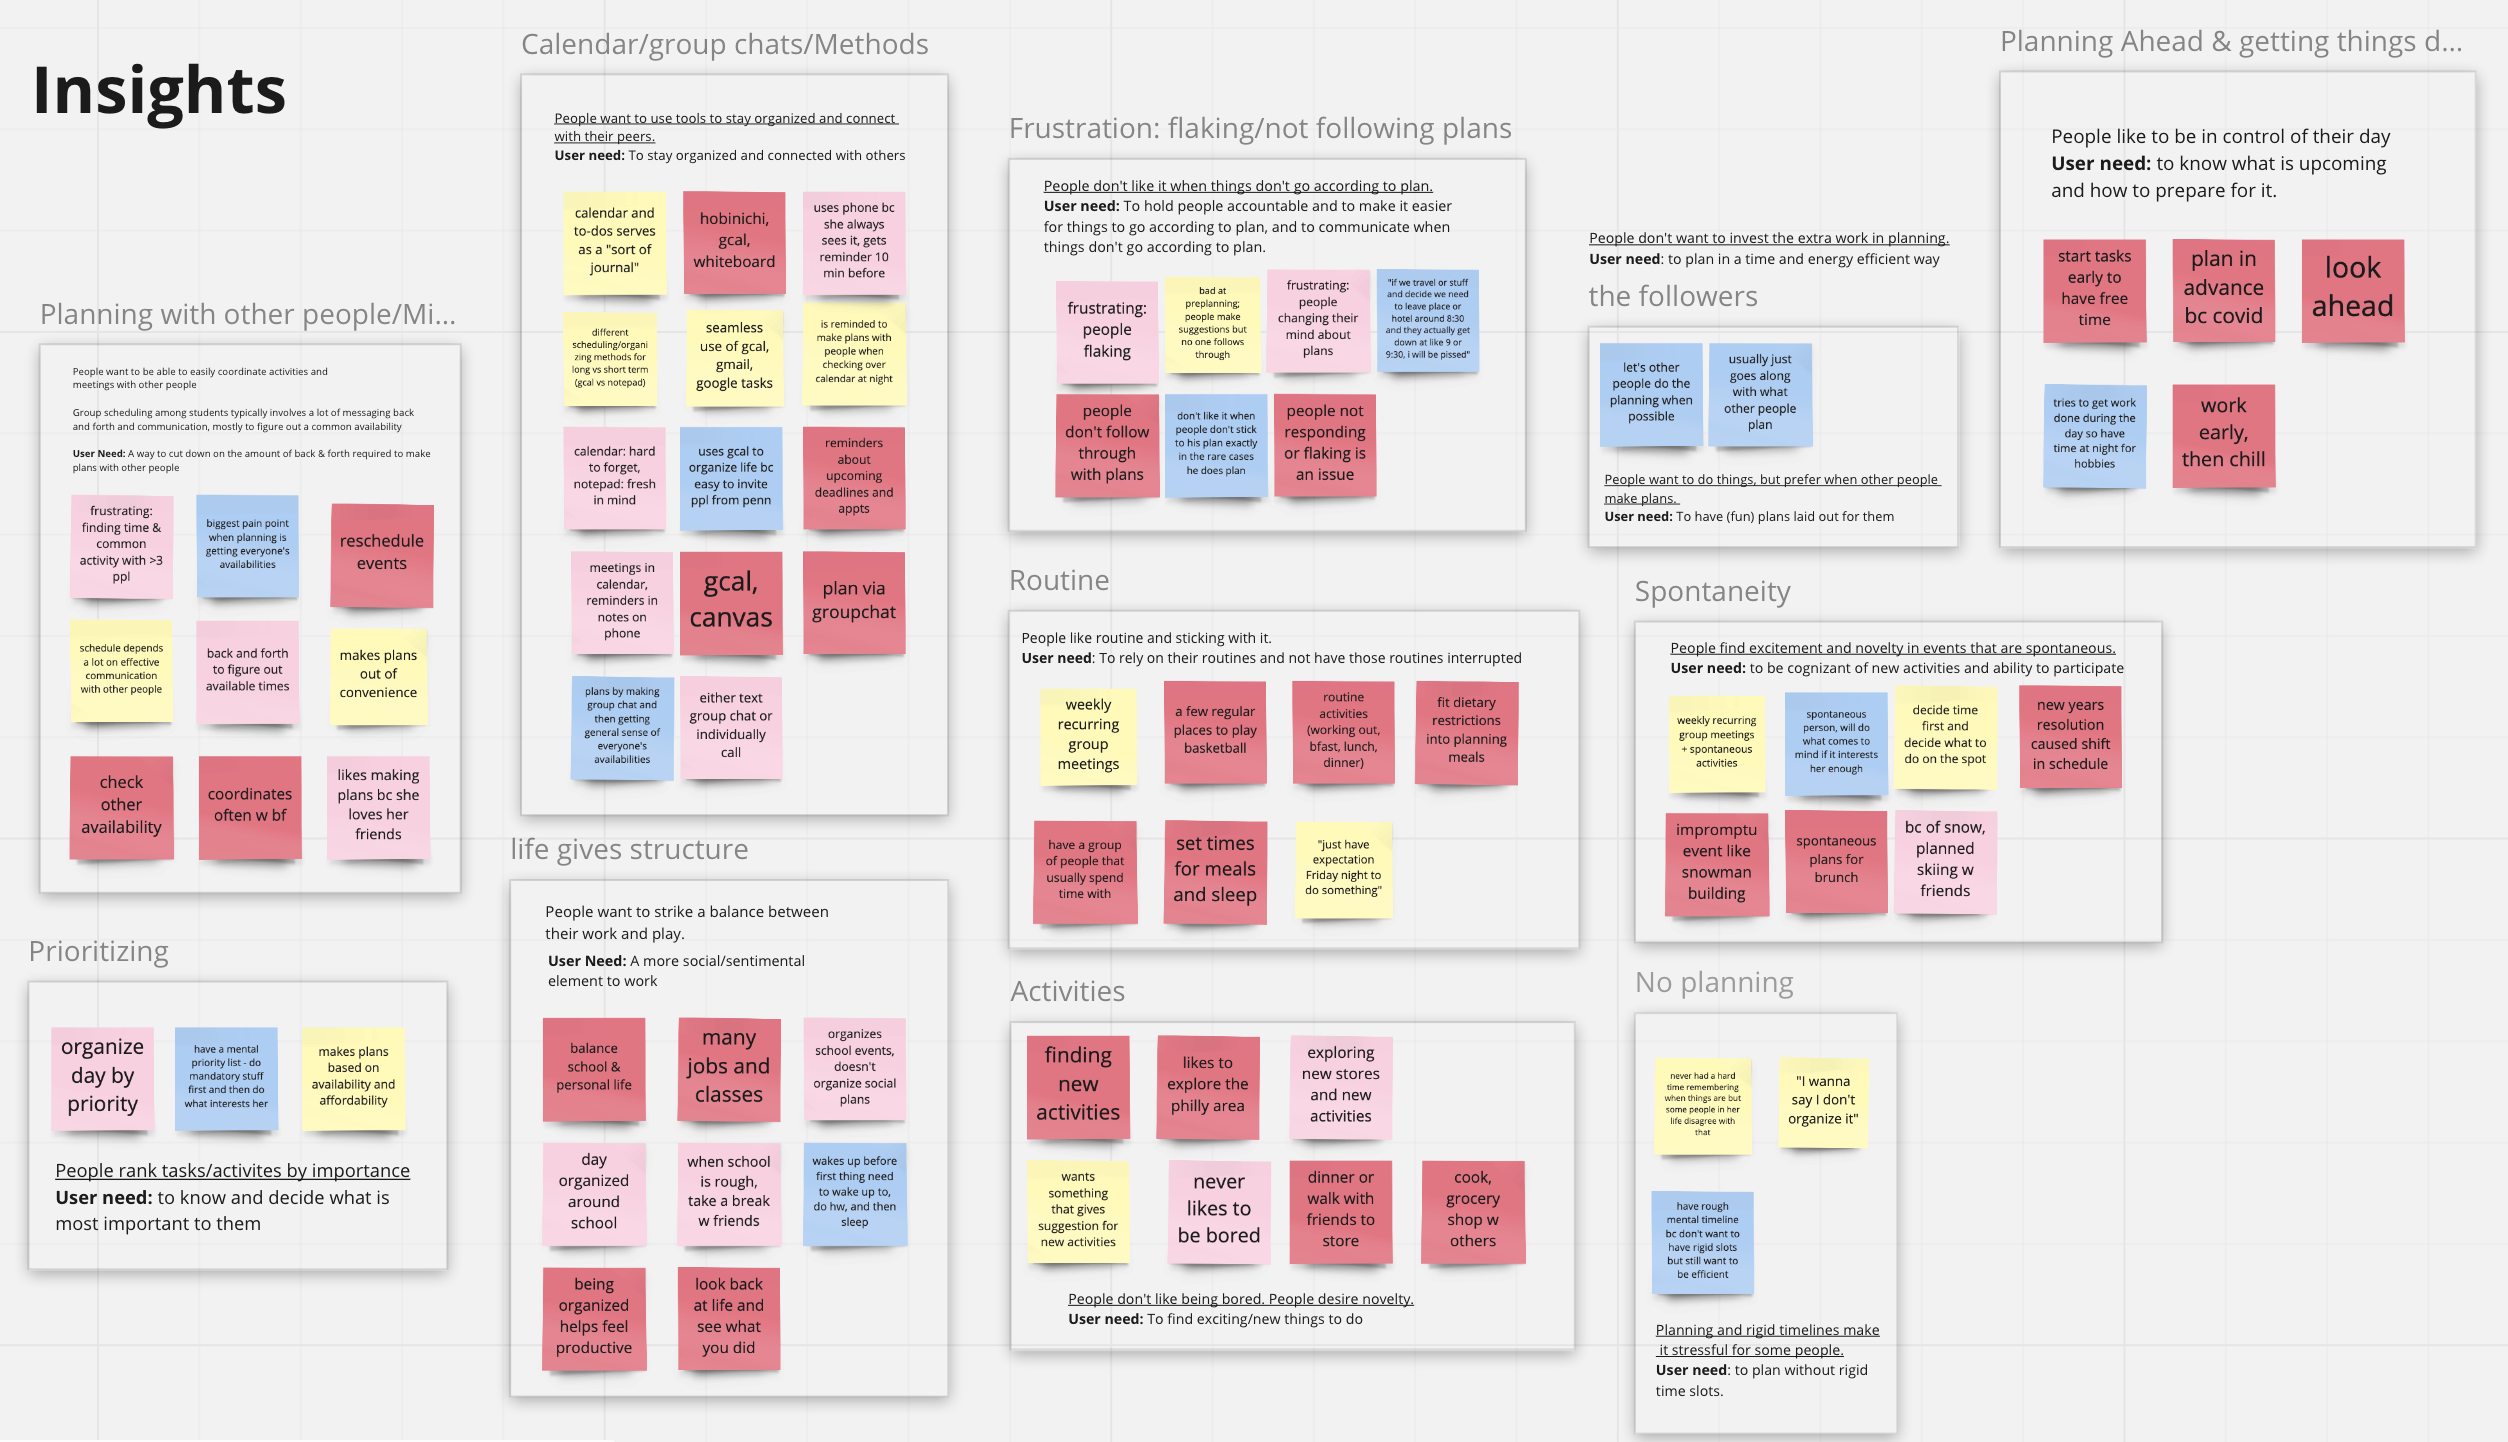 Insights
Planning with other people/Mi...
People want to be able to easily coordinate activities and
meetings with other people
Group scheduling among students typically involves a lot of messaging back
and forth and communication, mostly to figure out a common availability
User Need: A way to cut down on the amount of back & forth required to make
plans with other people
frustrating:
finding time &
common
activity with >3
ppl
biggest pain point
when planning is
getting everyone's
availabilities
reschedule
events
schedule depends
a lot on effective
communication
with other people
back and forth
to figure out
available times
makes plans
out of
convenience
check
other
availability
coordinates
often w bf
likes making
plans bc she
loves her
friends
Prioritizing
organize
day by
priority
have a mental
priority list - do
mandatory stuff
first and then do
what interests her
makes plans
based on
availability and
affordability
People rank tasks/activites by importance
User need: to know and decide what is
most important to them
Calendar/group chats/Methods
People want to use tools to stay organized and connect
with their peers.
User need: To stay organized and connected with others
calendar and
to-dos serves
as a "sort of
journal"
hobinichi,
gcal,
whiteboard
uses phone bc
she always
sees it, gets
reminder 10
min before
different
scheduling/organi
zing methods for
long vs short term
(gcal vs notepad)
seamless
use of gcal,
gmail,
google tasks
is reminded to
make plans with
people when
checking over
calendar at night
calendar: hard
to forget,
notepad: fresh
in mind
uses gcal to
organize life bc
easy to invite
ppl from penn
reminders
about
upcoming
deadlines and
appts
meetings in
calendar,
reminders in
notes on
phone
gcal,
canvas
plan via
groupchat
plans by making
group chat and
then getting
general sense of
everyone's
availabilities
either text
group chat or
individually
call
life gives structure
People want to strike a balance between
their work and play.
User Need: A more social/sentimental
element to work
balance
school &
personal life
many
jobs and
classes
organizes
school events,
doesn't
organize social
plans
day
organized
around
school
when school
is rough,
take a break
w friends
wakes up before
first thing need
to wake up to,
do hw, and then
sleep
being
organized
helps feel
productive
look back
at life and
see what
you did
Frustration: flaking/not following plans
People don't like it when things don't go according to plan.
User need: To hold people accountable and to make it easier
for things to go according to plan, and to communicate when
things don't go according to plan.
frustrating:
people
flaking
bad at
preplanning;
people make
suggestions but
no one follows
through
frustrating:
people
changing their
mind about
plans
"if we travel or stuff
and decide we need
to leave place or
hotel around 8:30
and they actually get
down at like 9 or
9:30, i will be pissed"
people
don't follow
through
with plans
don't like it when
people don't stick
to his plan exactly
in the rare cases
he does plan
people not
responding
or flaking is
an issue
Routine
People like routine and sticking with it.
User need: To rely on their routines and not have those routines interrupted
weekly
recurring
group
meetings
a few regular
places to play
basketball
routine
activities
(working out,
bfast, lunch,
dinner)
fit dietary
restrictions
into planning
meals
have a group
of people that
usually spend
time with
set times
for meals
and sleep
"just have
expectation
Friday night to
do something"
Activities
finding
new
activities
likes to
explore the
philly area
exploring
new stores
and new
activities
wants
something
that gives
suggestion for
new activities
never
likes to
be bored
dinner or
walk with
friends to
store
cook,
grocery
shop w
others
People don't like being bored. People desire novelty.
User need: To find exciting/new things to do
People don't want to invest the extra work in planning.
User need: to plan in a time and energy efficient way
the followers
let's other
people do the
planning when
possible
usually just
goes along
with what
other people
plan
People want to do things, but prefer when other people
make plans.
User need: To have (fun) plans laid out for them
Planning Ahead & getting things d...
People like to be in control of their day
User need: to know what is upcoming
and how to prepare for it.
start tasks
early to
have free
time
plan in
advance
bc covid
look
ahead
tries to get work
done during the
day so have
time at night for
hobbies
work
early,
then chill
Spontaneity
People find excitement and novelty in events that are spontaneous.
User need: to be cognizant of new activities and ability to participate
weekly recurring
group meetings
+ spontaneous
activities
spontaneous
person, will do
what comes to
mind if it interests
her enough
decide time
first and
decide what to
do on the spot
new years
resolution
caused shift
in schedule
impromptu
event like
snowman
building
spontaneous
plans for
brunch
bc of snow,
planned
skiing w
friends
No planning
never had a hard
time remembering
when things are but
some people in her
life disagree with
that
"I wanna
say I don't
organize it"
have rough
mental timeline
bc don't want to
have rigid slots
but still want to
be efficient
Planning and rigid timelines make
it stressful for some people.
User need: to plan without rigid
time slots.